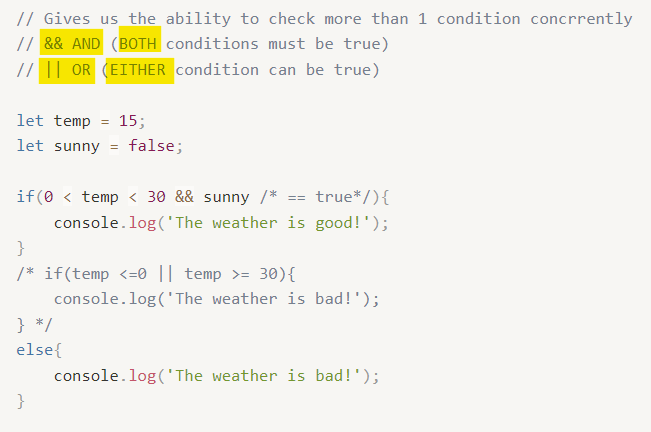 // Gives us the ability to check more than 1 condition concrrently
// && AND (BOTH conditions must be true)
// || OR (EITHER condition can be true)
let temp = 15;
let sunny = false;
if(0 < temp < 30 && sunny /* == true*/){
    console.log('The weather is good!');
}
/* if(temp <=0 || temp >= 30){
    console.log('The weather is bad!');
} */
else{
    console.log('The weather is bad!');
}